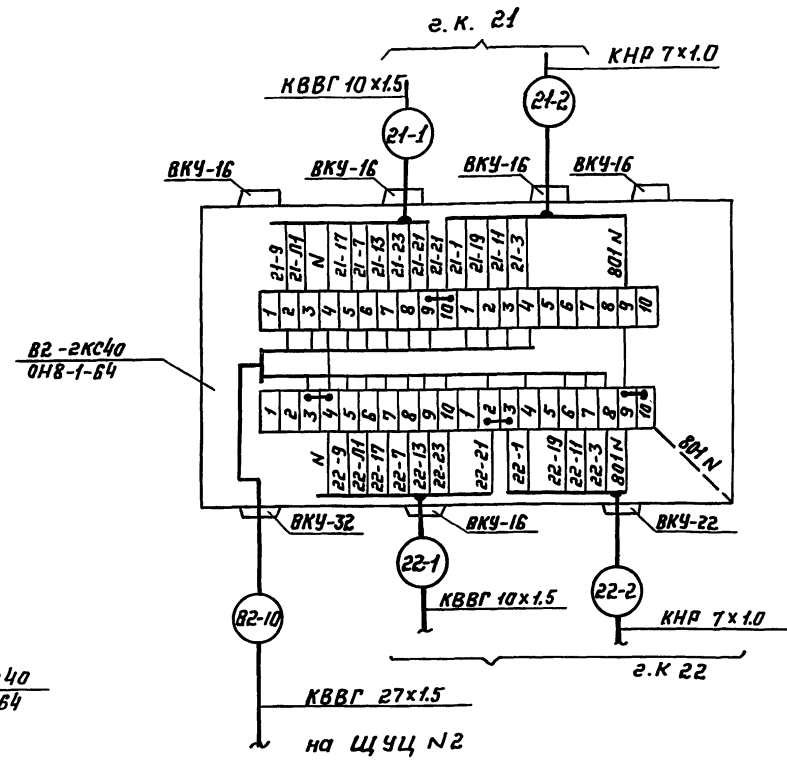 г. к. 21
КНР 7×1.0
КВВГ 10×1.5
21-2
21-1
ВКУ-16 ВКУ-16 ВКУ-16 ВКУ-16
21-9 21-Л1 N 21-17 21-7 21-13 21-23 21-21 21-21 21-1 21-19 21-11 21-3 801 N
1 2 3 4 5 6 7 8 9 10 1 2 3 4 5 6 7 8 9 10
В2-2КС40
ОНВ-1-64
1 2 3 4 5 6 7 8 9 10 1 2 3 4 5 6 7 8 9 10
N 22-9 22-Л1 22-17 22-7 22-13 22-23 22-21 22-1 22-19 22-11 22-3 801 N
801 N
ВКУ-32 ВКУ-16 ВКУ-22
22-1
22-2
КВВГ 10×1.5
В2-10
КНР 7×1.0
г.К 22
40
64
КВВГ 27×1.5
на ЩУЦ N2